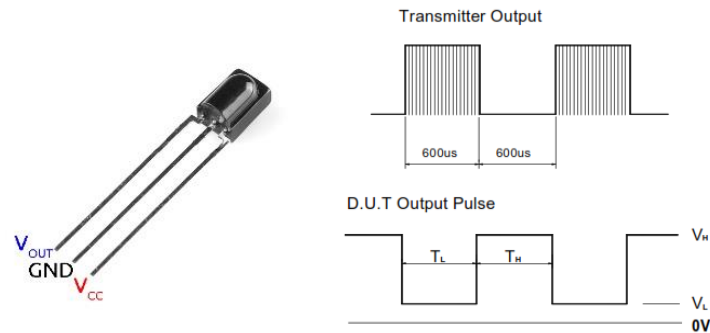 Transmitter Output
600us 600us
D.U.T Output Pulse
VH
TL TH
VL
0V
VOUT
GND
VCC